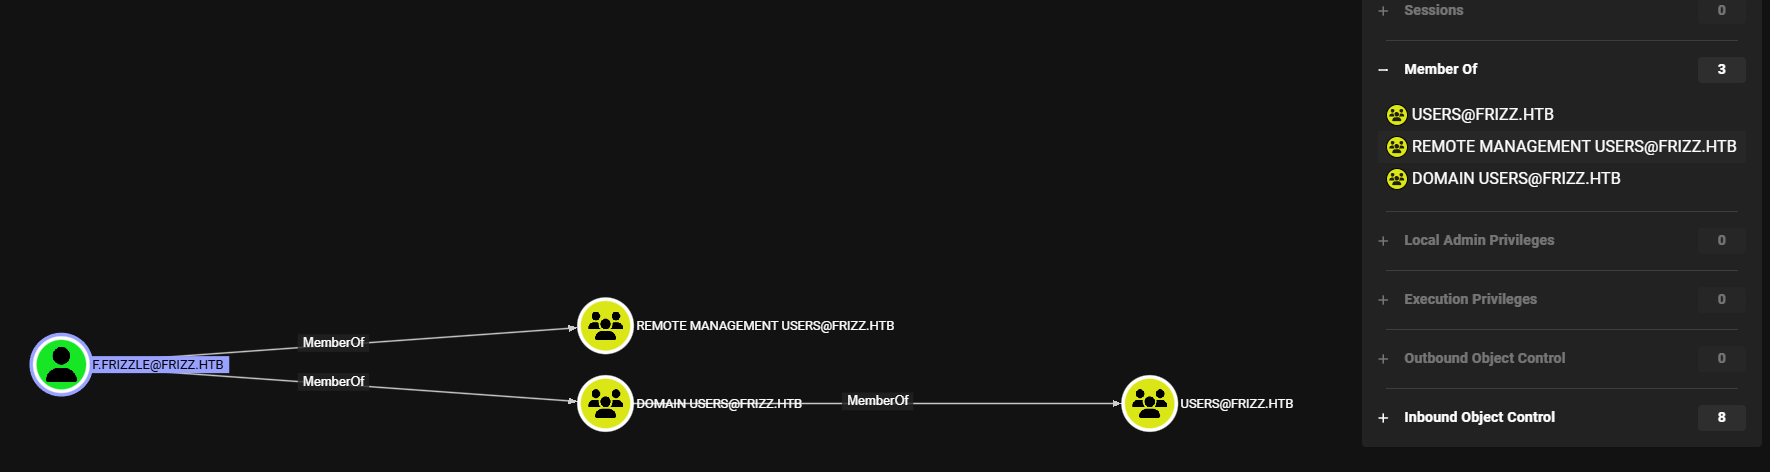 Sessions 0
Member Of 3
USERS@FRIZZ.HTB
REMOTE MANAGEMENT USERS@FRIZZ.HTB
DOMAIN USERS@FRIZZ.HTB
Local Admin Privileges 0
Execution Privileges 0
Outbound Object Control 0
Inbound Object Control 8
F.FRIZZLE@FRIZZ.HTB
MemberOf
REMOTE MANAGEMENT USERS@FRIZZ.HTB
MemberOf
DOMAIN USERS@FRIZZ.HTB
MemberOf
USERS@FRIZZ.HTB